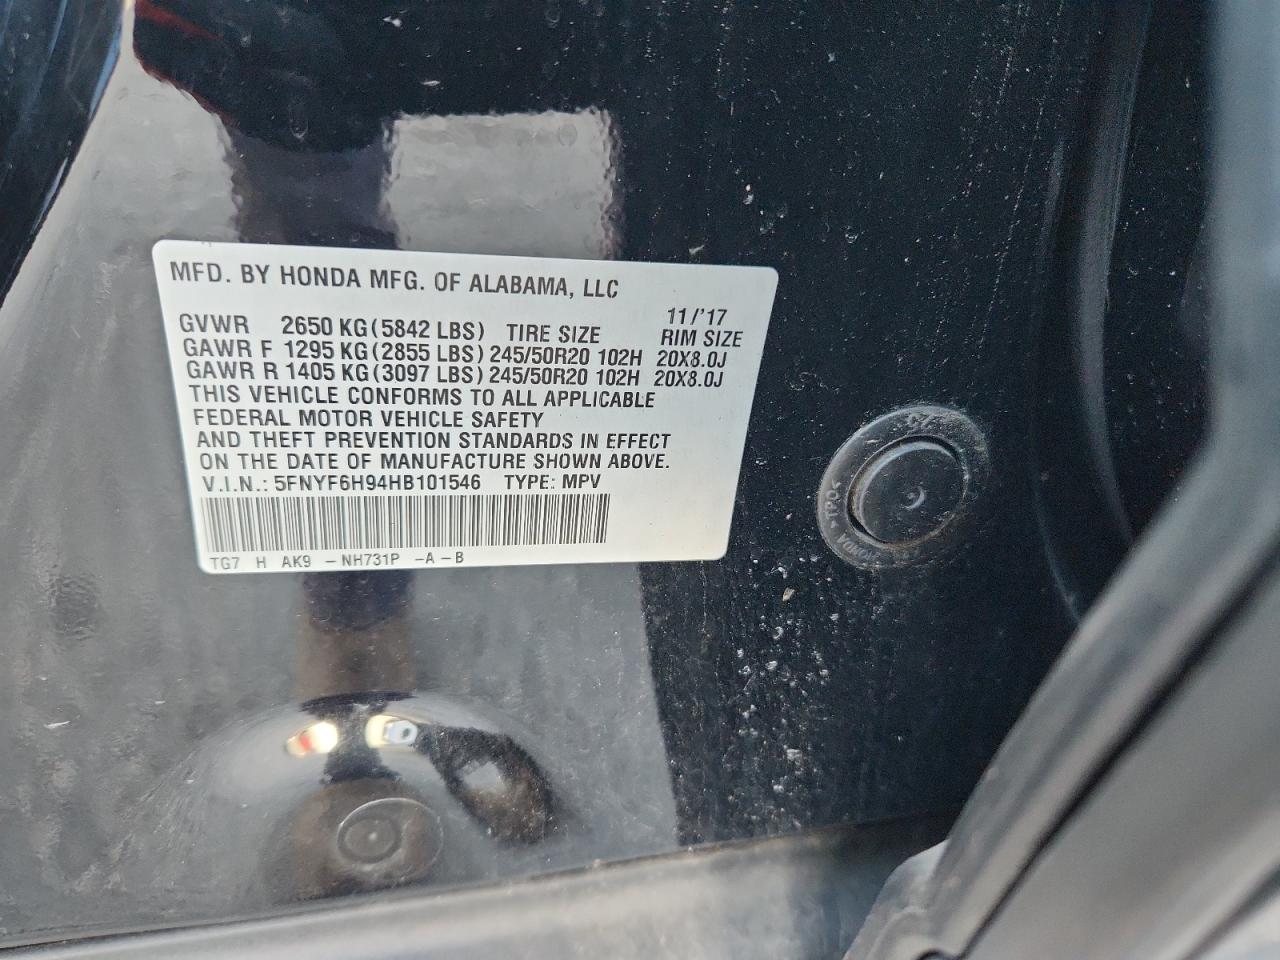 MFD. BY HONDA MFG. OF ALABAMA, LLC
11/'17
GVWR 2650 KG(5842 LBS) TIRE SIZE RIM SIZE
GAWR F 1295 KG(2855 LBS) 245/50R20 102H 20X8.0J
GAWR R 1405 KG(3097 LBS) 245/50R20 102H 20X8.0J
THIS VEHICLE CONFORMS TO ALL APPLICABLE
FEDERAL MOTOR VEHICLE SAFETY
AND THEFT PREVENTION STANDARDS IN EFFECT
ON THE DATE OF MANUFACTURE SHOWN ABOVE.
V.I.N.: 5FNYF6H94HB101546 TYPE: MPV
TG7 H AK9 -NH731P -A-B
>TPO<